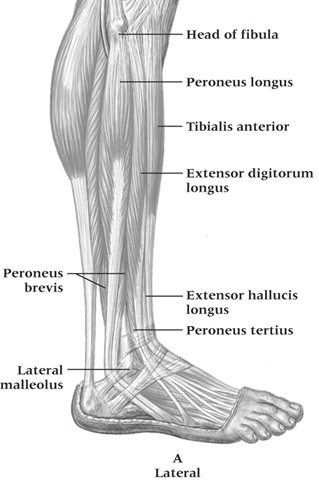 Head of fibula
Peroneus longus
Tibialis anterior
Extensor digitorum
longus
Peroneus
brevis
Extensor hallucis
longus
Peroneus tertius
Lateral
malleolus
A
Lateral